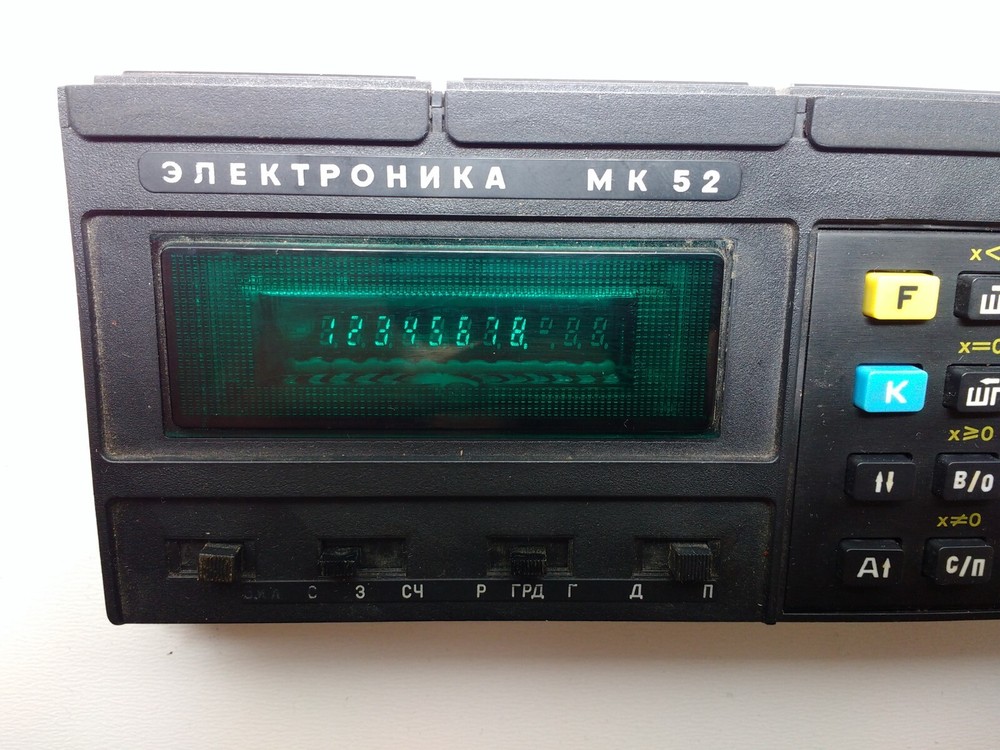 ЭЛЕКТРОНИКА МК 52
12345678.
x<
F
x=0
K
x≥0
В/о
x≠0
А↑
С/п
С З СЧ Р ГРД Г Д П